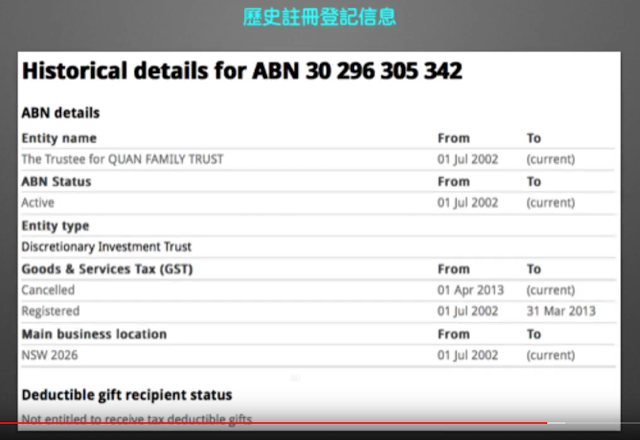 歷史註冊登記信息
Historical details for ABN 30 296 305 342
ABN details
Entity name From To
The Trustee for QUAN FAMILY TRUST 01 Jul 2002 (current)
ABN Status From To
Active 01 Jul 2002 (current)
Entity type
Discretionary Investment Trust
Goods & Services Tax (GST) From To
Cancelled 01 Apr 2013 (current)
Registered 01 Jul 2002 31 Mar 2013
Main business location From To
NSW 2026 01 Jul 2002 (current)
Deductible gift recipient status
Not entitled to receive tax deductible gifts